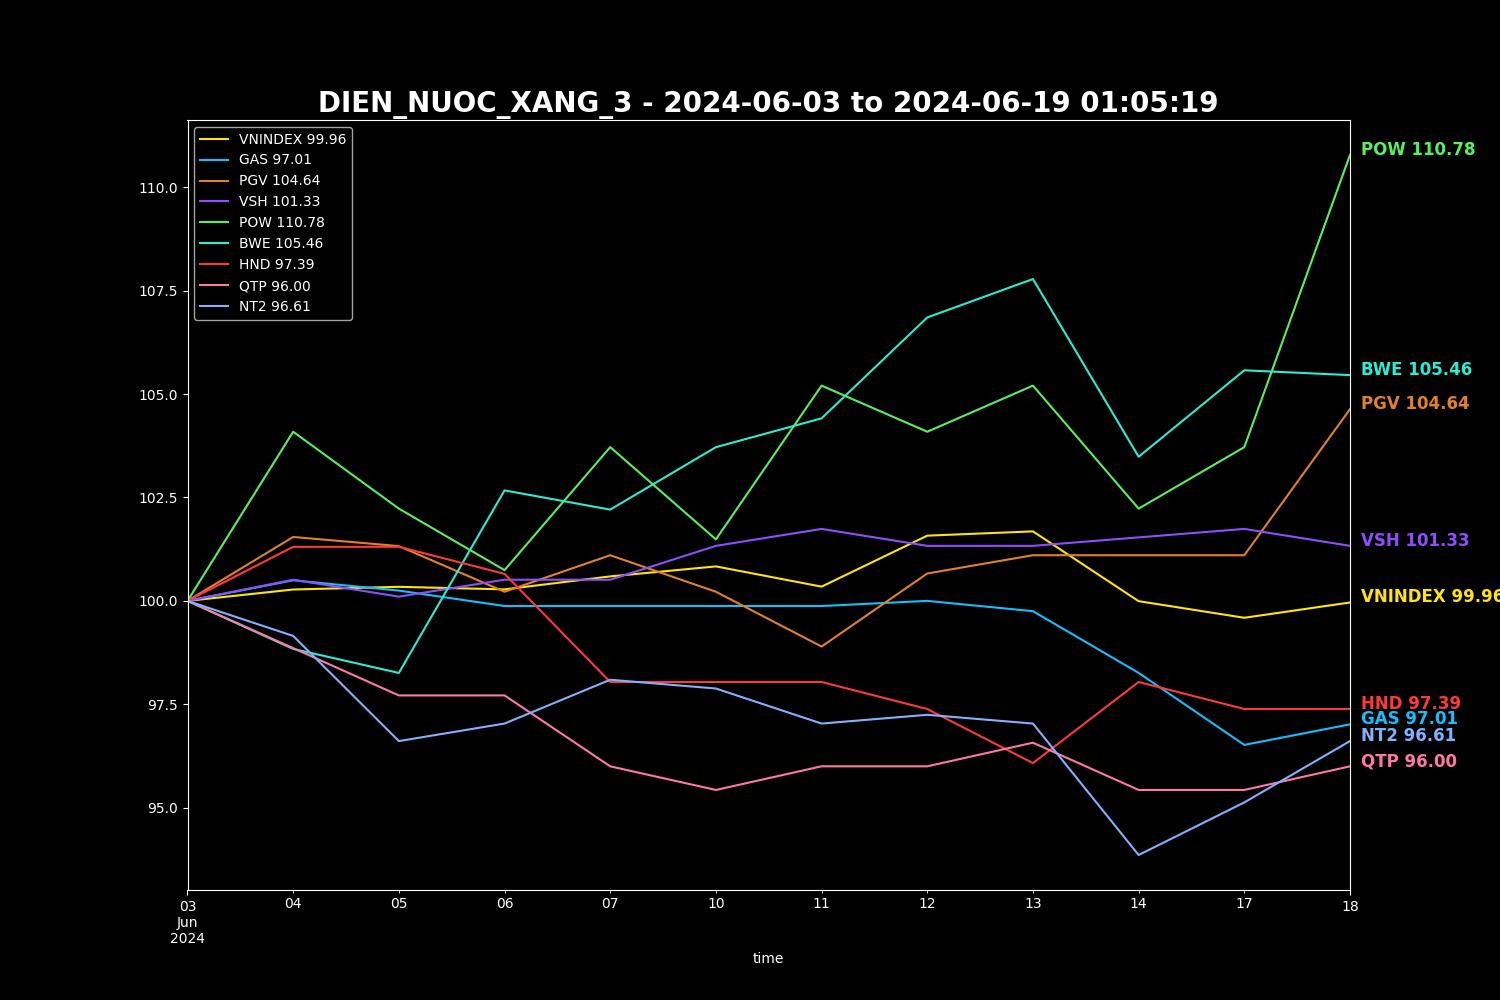 DIEN_NUOC_XANG_3 - 2024-06-03 to 2024-06-19 01:05:19
VNINDEX 99.96
GAS 97.01
PGV 104.64
VSH 101.33
POW 110.78
BWE 105.46
HND 97.39
QTP 96.00
NT2 96.61
110.0
107.5
105.0
102.5
100.0
97.5
95.0
POW 110.78
BWE 105.46
PGV 104.64
VSH 101.33
VNINDEX 99.96
HND 97.39
GAS 97.01
NT2 96.61
QTP 96.00
03 04 05 06 07 10 11 12 13 14 17 18
Jun
2024
time